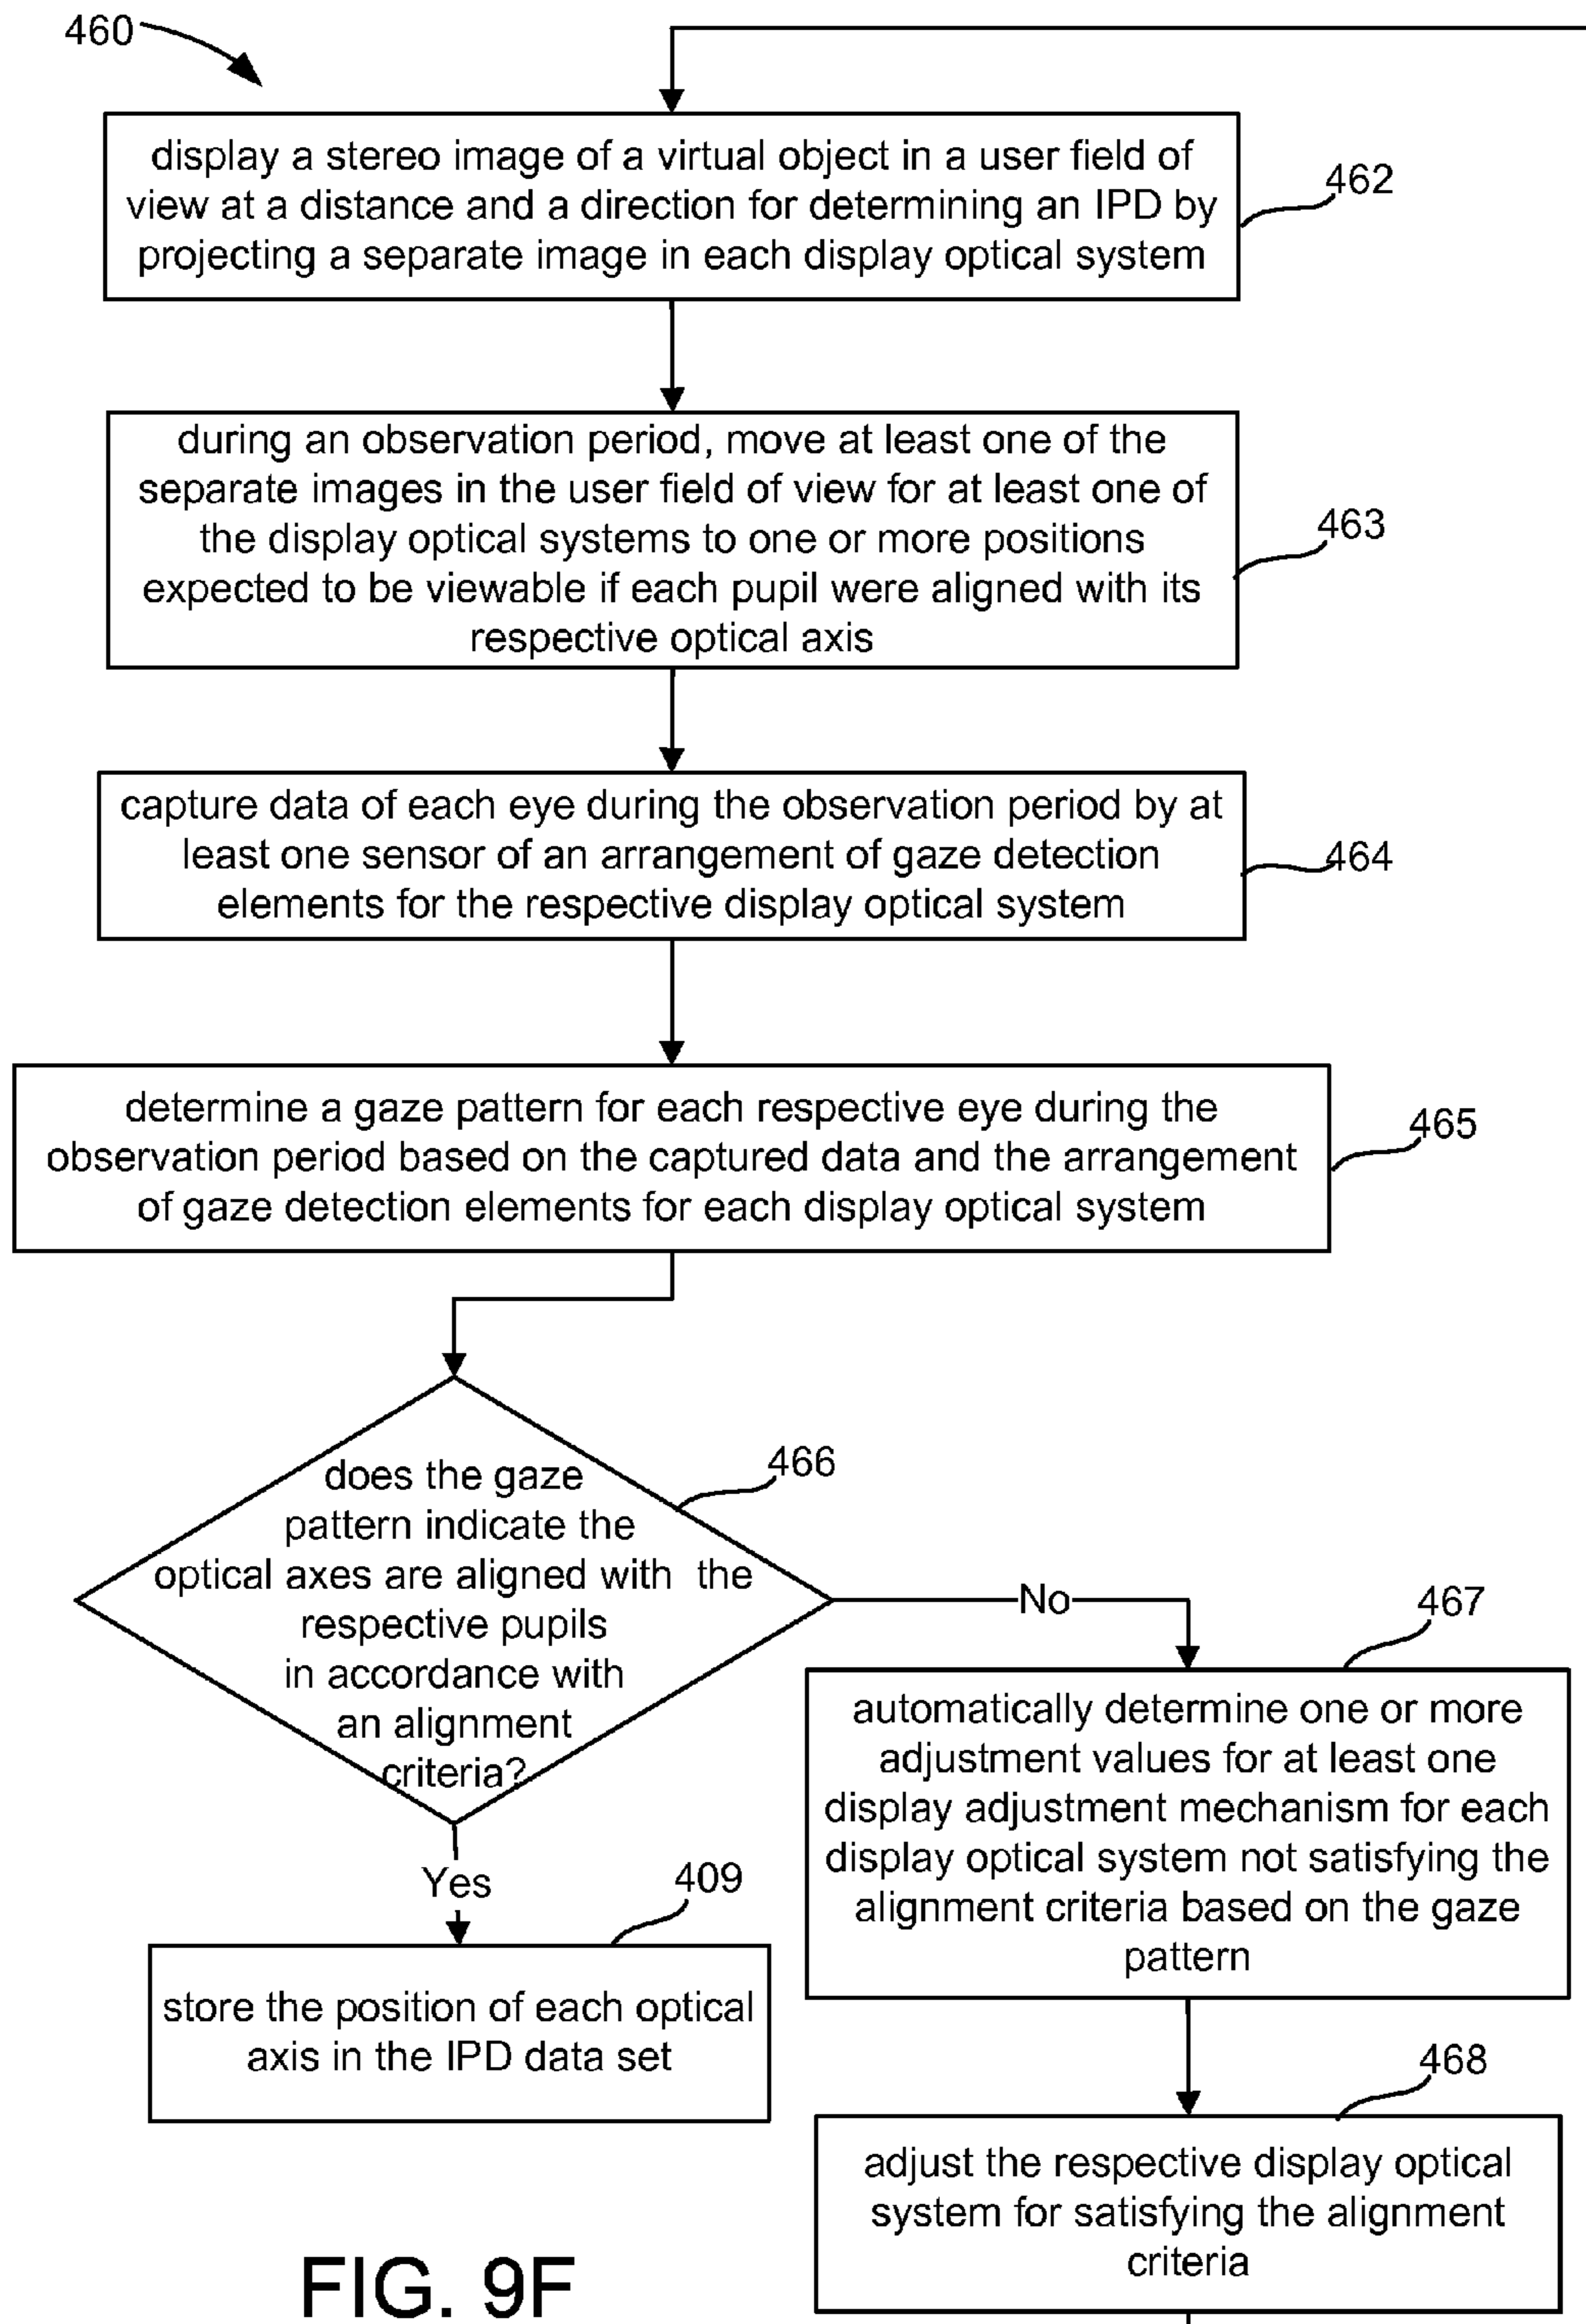 460
display a stereo image of a virtual object in a user field of
view at a distance and a direction for determining an IPD by
projecting a separate image in each display optical system
462
during an observation period, move at least one of the
separate images in the user field of view for at least one of
the display optical systems to one or more positions
expected to be viewable if each pupil were aligned with its
respective optical axis
463
capture data of each eye during the observation period by at
least one sensor of an arrangement of gaze detection
elements for the respective display optical system
464
determine a gaze pattern for each respective eye during the
observation period based on the captured data and the arrangement
of gaze detection elements for each display optical system
465
does the gaze
pattern indicate the
optical axes are aligned with the
respective pupils
in accordance with
an alignment
criteria?
466
No
467
automatically determine one or more
adjustment values for at least one
display adjustment mechanism for each
display optical system not satisfying the
alignment criteria based on the gaze
pattern
Yes
409
store the position of each optical
axis in the IPD data set
468
adjust the respective display optical
system for satisfying the alignment
criteria
FIG. 9F